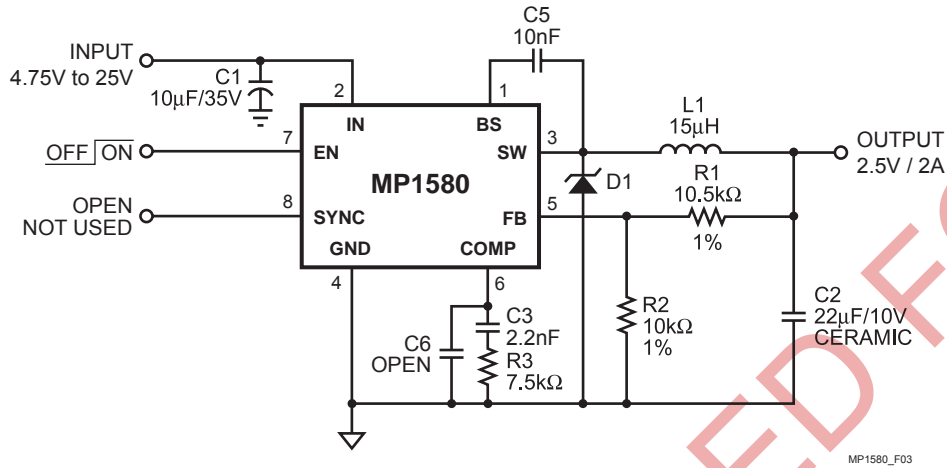 INPUT
4.75V to 25V
C1
10μF/35V
C5
10nF
2
1
IN
BS
L1
15μH
OFF ON
7
EN
SW
3
OUTPUT
2.5V / 2A
MP1580
D1
R1
10.5kΩ
1%
OPEN
NOT USED
8
SYNC
FB
5
GND
COMP
4
6
C6
OPEN
C3
2.2nF
R3
7.5kΩ
R2
10kΩ
1%
C2
22μF/10V
CERAMIC
MP1580_F03
ED FO